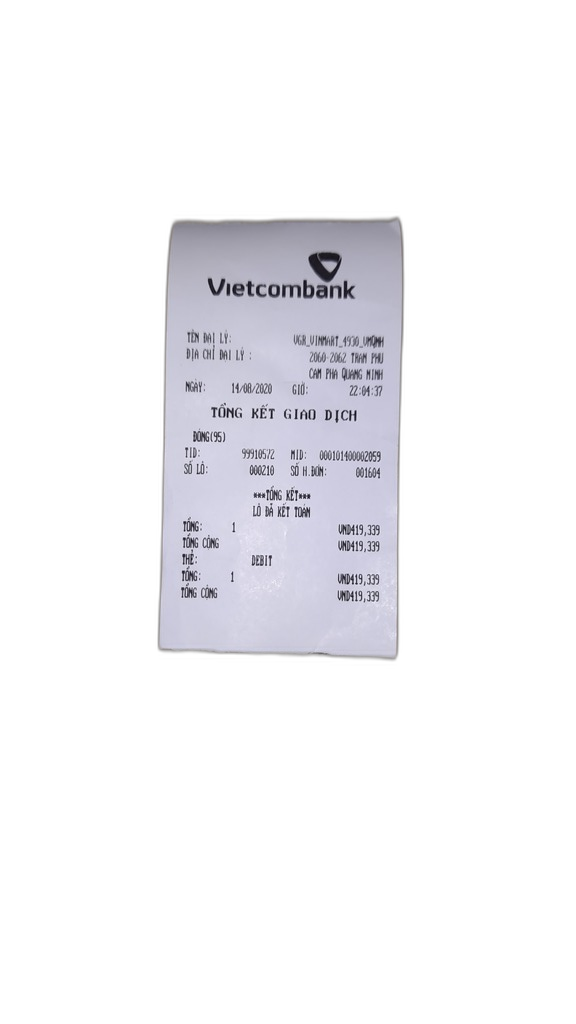 Vietcombank
TÊN ĐẠI LÝ: VGR_VINMART_4930_VMQMH
ĐỊA CHỈ ĐẠI LÝ : 2060-2062 TRAN PHU
CAM PHA QUANG MINH
NGÀY: 14/08/2020 GIỜ: 22:04:37
TỔNG KẾT GIAO DỊCH
ĐÓNG(95)
TID: 99910572 MID: 000101400002059
SỐ LÔ: 000210 SỐ H.ĐƠN: 001604
***TỔNG KẾT***
LÔ ĐÃ KẾT TOÁN
TỔNG: 1 VND419,339
TỔNG CỘNG VND419,339
THẺ: DEBIT
TỔNG: 1 VND419,339
TỔNG CỘNG VND419,339